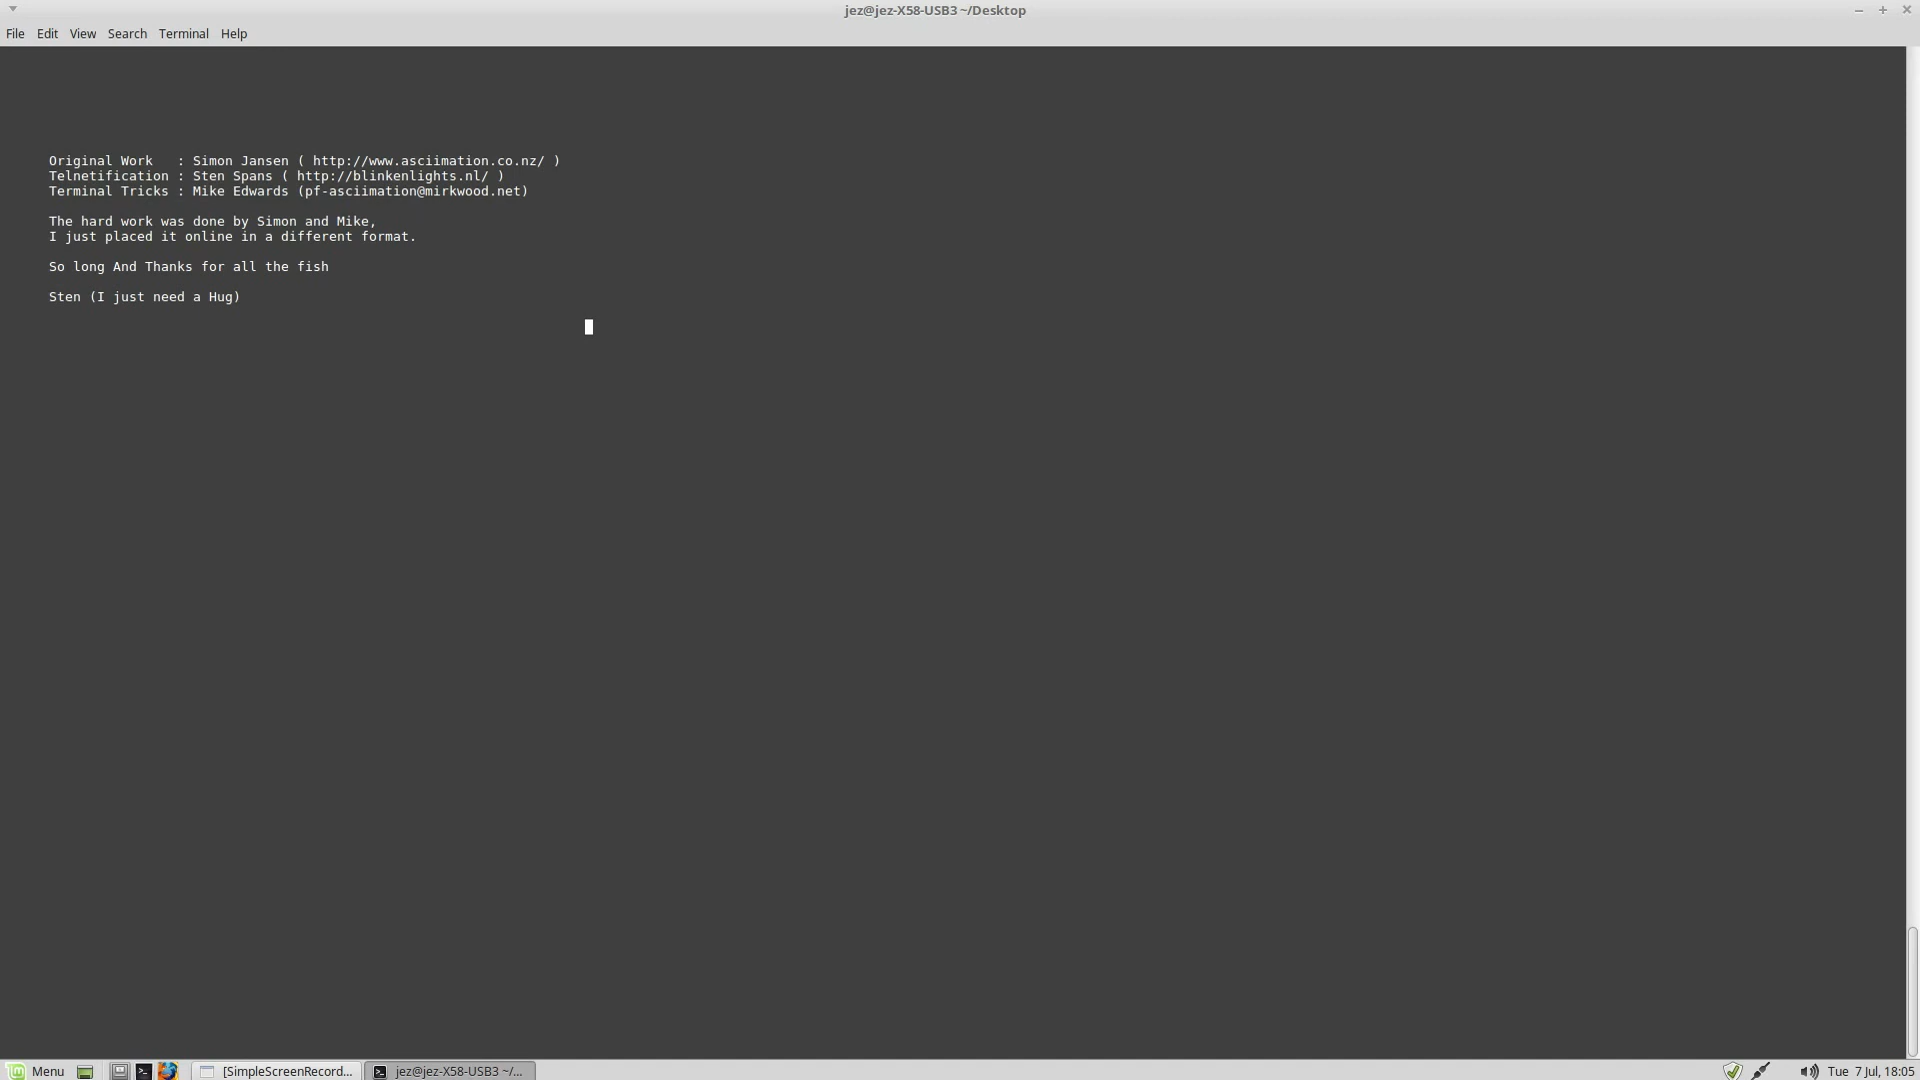 jez@jez-X58-USB3 ~/Desktop
File Edit View Search Terminal Help
Original Work   : Simon Jansen ( http://www.asciimation.co.nz/ )
Telnetification : Sten Spans ( http://blinkenlights.nl/ )
Terminal Tricks : Mike Edwards (pf-asciimation@mirkwood.net)
The hard work was done by Simon and Mike,
I just placed it online in a different format.
So long And Thanks for all the fish
Sten (I just need a Hug)
Menu [SimpleScreenRecord... jez@jez-X58-USB3 ~/... Tue 7 Jul, 18:05